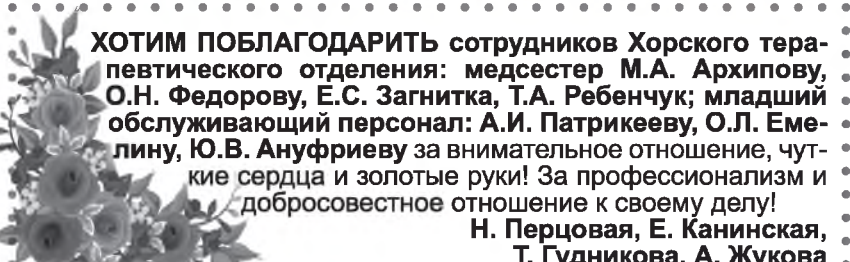 ХОТИМ ПОБЛАГОДАРИТЬ сотрудников Хорского тера-
певтического отделения: медсестер М.А. Архипову,
О.Н. Федорову, Е.С. Загнитка, Т.А. Ребенчук; младший
обслуживающий персонал: А.И. Патрикееву, О.Л. Еме-
лину, Ю.В. Ануфриеву за внимательное отношение, чут-
кие сердца и золотые руки! За профессионализм и
добросовестное отношение к своему делу!
Н. Перцовая, Е. Канинская,
Т. Гудникова, А. Жукова